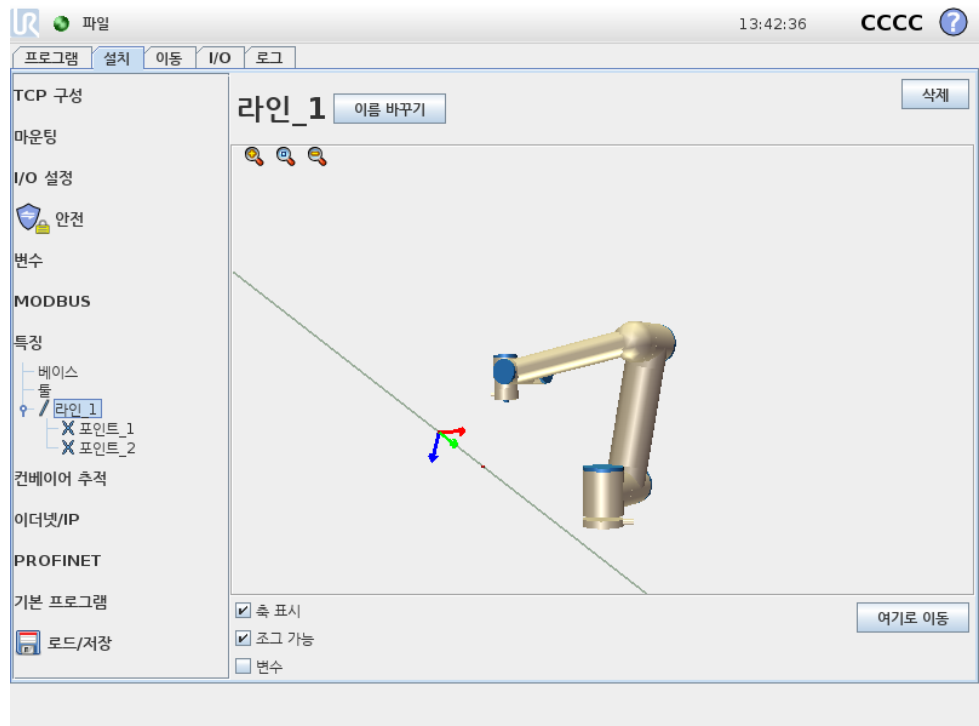 UR 파일 13:42:36 CCCC ?
프로그램 설치 이동 I/O 로그
TCP 구성
마운팅
I/O 설정
안전
변수
MODBUS
특징
베이스
툴
라인_1
포인트_1
포인트_2
컨베이어 추적
이더넷/IP
PROFINET
기본 프로그램
로드/저장
라인_1 이름 바꾸기 삭제
축 표시
조그 가능
변수
여기로 이동